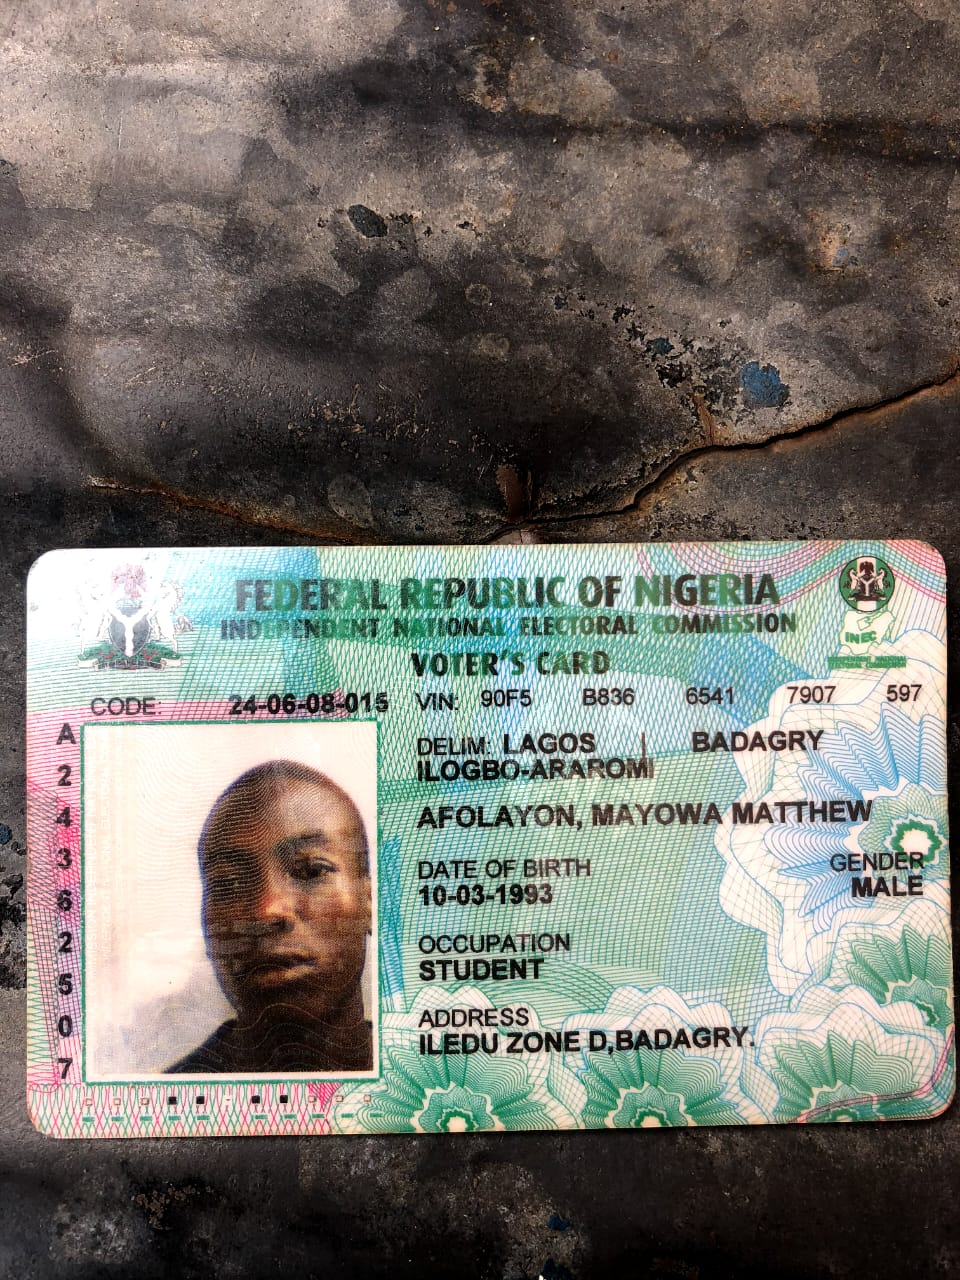 FEDERAL REPUBLIC OF NIGERIA
INDEPENDENT NATIONAL ELECTORAL COMMISSION
VOTER'S CARD
INEC
CODE: 24-06-08-015 VIN: 90F5 B836 6541 7907 597
DELIM: LAGOS | BADAGRY
ILOGBO-ARAROMI
AFOLAYON, MAYOWA MATTHEW
DATE OF BIRTH
10-03-1993
GENDER
MALE
OCCUPATION
STUDENT
ADDRESS
ILEDU ZONE D,BADAGRY.
A
2
4
3
6
2
5
0
7